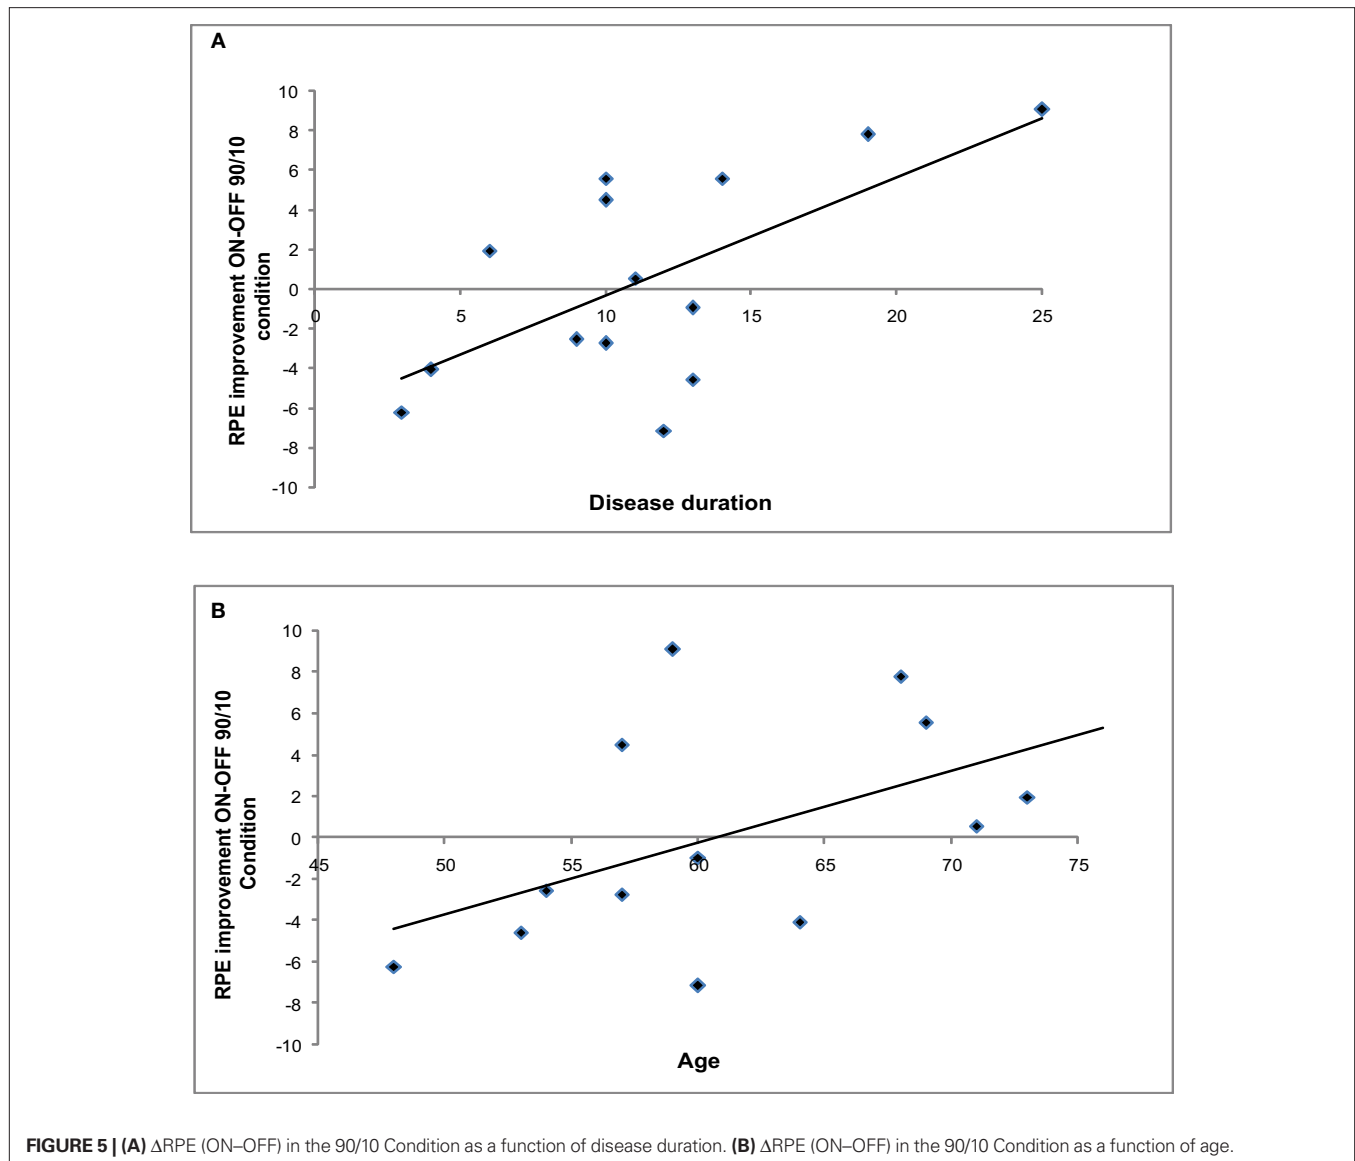 A
10
8
6
4
2
0
-2
-4
-6
-8
-10
0 5 10 15 20 25
RPE improvement ON-OFF 90/10
condition
Disease duration
B
10
8
6
4
2
0
-2
-4
-6
-8
-10
45 50 55 60 65 70 75
RPE improvement ON-OFF 90/10
Condition
Age
FIGURE 5 | (A) ΔRPE (ON–OFF) in the 90/10 Condition as a function of disease duration. (B) ΔRPE (ON–OFF) in the 90/10 Condition as a function of age.